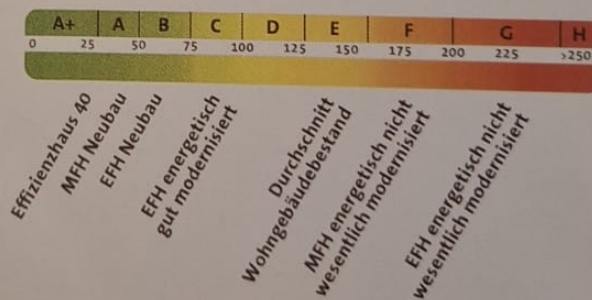 A+ A B C D E F G H
0 25 50 75 100 125 150 175 200 225 >250
Effizienzhaus 40
MFH Neubau
EFH Neubau
EFH energetisch
gut modernisiert
Durchschnitt
Wohngebäudebestand
MFH energetisch nicht
wesentlich modernisiert
EFH energetisch nicht
wesentlich modernisiert